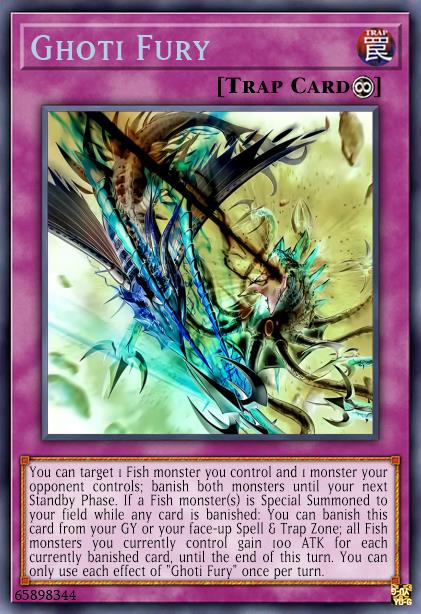 Ghoti Fury
TRAP
罠
[Trap Card]
You can target 1 Fish monster you control and 1 monster your
opponent controls; banish both monsters until your next
Standby Phase. If a Fish monster(s) is Special Summoned to
your field while any card is banished: You can banish this
card from your GY or your face-up Spell & Trap Zone; all Fish
monsters you currently control gain 100 ATK for each
currently banished card, until the end of this turn. You can
only use each effect of "Ghoti Fury" once per turn.
65898344